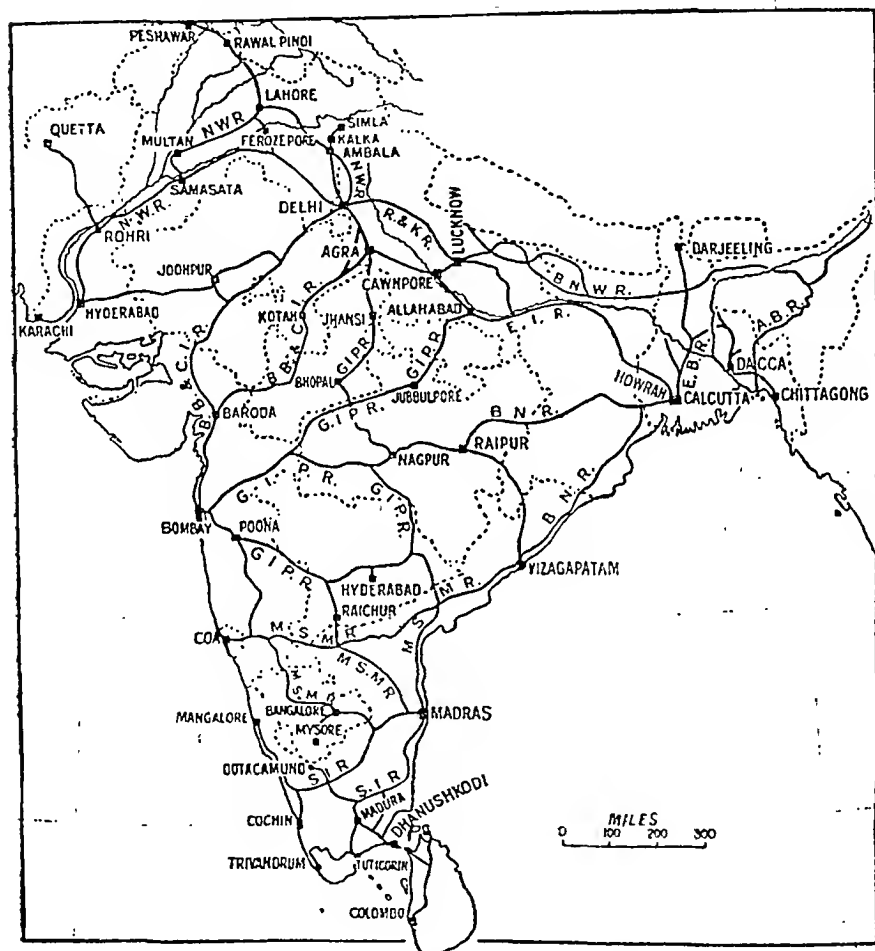 PESHAWAR
RAWAL PINDI
LAHORE
SIMLA
QUETTA
MULTAN
N W R
FEROZEPORE
KALKA
AMBALA
SAMASATA
N.W.R.
N.W.R.
DELHI
R.& K.R.
LUCKNOW
ROHRI
AGRA
DARJEELING
JODHPUR
CAWNPORE
B N W R.
KARACHI
HYDERABAD
KOTAH
B B.& C.I.R.
JHANSI
ALLAHABAD
E.I.R.
A.B.R.
B.B. & C.I.R.
G.I.P.R.
G.I.P.R.
DACCA
BHOPAL
HOWRAH
E.B.R.
JUBBULPORE
CALCUTTA
CHITTAGONG
BARODA
G.I.P.R.
B.N.R.
RAIPUR
NAGPUR
G.I.P.R.
G.I.P.R.
B.N.R.
BOMBAY
POONA
G.I.P.R.
HYDERABAD
VIZAGAPATAM
RAICHUR
M.S.M.R.
GOA
M.S.M.R.
M.S.M.R
M.S.M.R
BANGALORE
MADRAS
MANGALORE
MYSORE
OOTACAMUND
S I R
S.I R
MADURA
DHANUSHKODI
COCHIN
MILES
0 100 200 300
TRIVANDRUM
TUTICORIN
COLOMBO